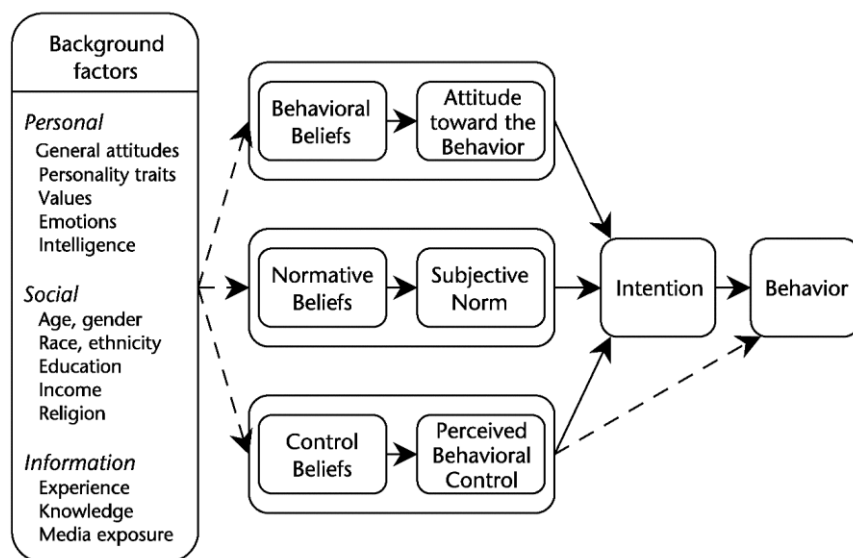 Background
factors
Personal
General attitudes
Personality traits
Values
Emotions
Intelligence
Social
Age, gender
Race, ethnicity
Education
Income
Religion
Information
Experience
Knowledge
Media exposure
Behavioral
Beliefs
Attitude
toward the
Behavior
Normative
Beliefs
Subjective
Norm
Control
Beliefs
Perceived
Behavioral
Control
Intention
Behavior